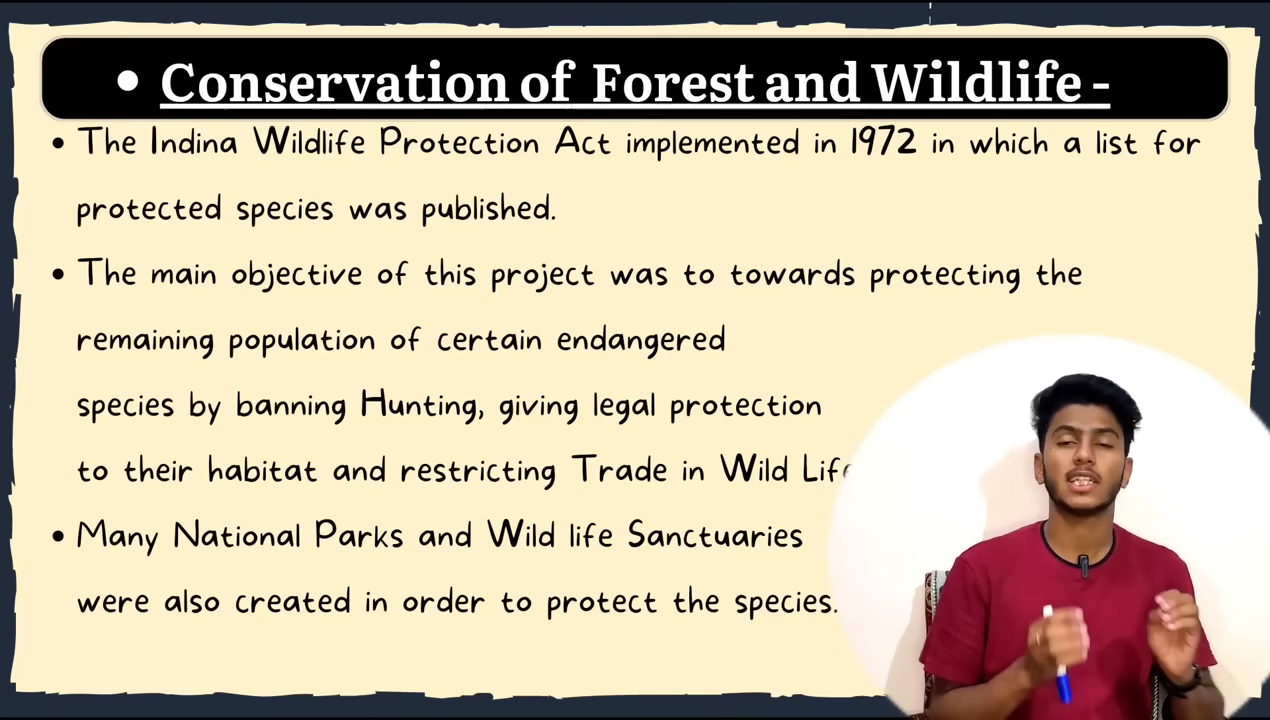 • Conservation of Forest and Wildlife -
• The Indina Wildlife Protection Act implemented in 1972 in which a list for
protected species was published.
• The main objective of this project was to towards protecting the
remaining population of certain endangered
species by banning Hunting, giving legal protection
to their habitat and restricting Trade in Wild Life
• Many National Parks and Wild life Sanctuaries
were also created in order to protect the species.